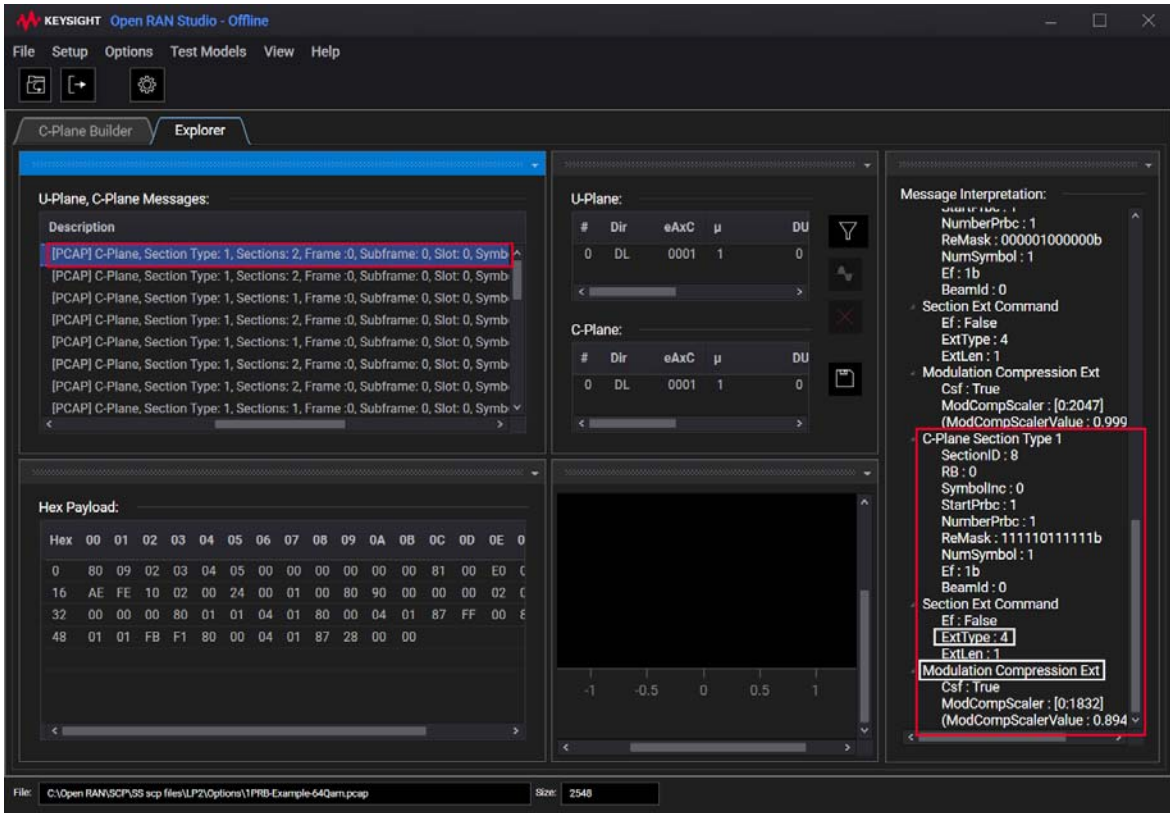 KEYSIGHT Open RAN Studio - Offline
File Setup Options Test Models View Help
C-Plane Builder Explorer
U-Plane, C-Plane Messages:
Description
[PCAP] C-Plane, Section Type: 1, Sections: 2, Frame :0, Subframe: 0, Slot: 0, Symb
[PCAP] C-Plane, Section Type: 1, Sections: 2, Frame :0, Subframe: 0, Slot: 0, Symb
[PCAP] C-Plane, Section Type: 1, Sections: 1, Frame :0, Subframe: 0, Slot: 0, Symb
[PCAP] C-Plane, Section Type: 1, Sections: 2, Frame :0, Subframe: 0, Slot: 0, Symb
[PCAP] C-Plane, Section Type: 1, Sections: 1, Frame :0, Subframe: 0, Slot: 0, Symb
[PCAP] C-Plane, Section Type: 1, Sections: 2, Frame :0, Subframe: 0, Slot: 0, Symb
[PCAP] C-Plane, Section Type: 1, Sections: 2, Frame :0, Subframe: 0, Slot: 0, Symb
[PCAP] C-Plane, Section Type: 1, Sections: 1, Frame :0, Subframe: 0, Slot: 0, Symb
U-Plane:
# Dir eAxC μ DU
0 DL 0001 1 0
C-Plane:
# Dir eAxC μ DU
0 DL 0001 1 0
Hex Payload:
Hex 00 01 02 03 04 05 06 07 08 09 0A 0B 0C 0D 0E 0
0 80 09 02 03 04 05 00 00 00 00 00 00 81 00 E0
16 AE FE 10 02 00 24 00 01 00 80 90 00 00 00 02
32 00 00 00 80 01 01 04 01 80 00 04 01 87 FF 00
48 01 01 FB F1 80 00 04 01 87 28 00 00
-1 -0.5 0 0.5 1
Message Interpretation:
StartPrbc : 1
NumberPrbc : 1
ReMask : 000001000000b
NumSymbol : 1
Ef : 1b
BeamId : 0
Section Ext Command
Ef : False
ExtType : 4
ExtLen : 1
Modulation Compression Ext
Csf : True
ModCompScaler : [0:2047]
(ModCompScalerValue : 0.999
C-Plane Section Type 1
SectionID : 8
RB : 0
SymbolInc : 0
StartPrbc : 1
NumberPrbc : 1
ReMask : 111110111111b
NumSymbol : 1
Ef : 1b
BeamId : 0
Section Ext Command
Ef : False
ExtType : 4
ExtLen : 1
Modulation Compression Ext
Csf : True
ModCompScaler : [0:1832]
(ModCompScalerValue : 0.894
File: C:\Open RAN\SCP\SS scp files\LP2\Options\1PRB-Example-64Qam.pcap Size: 2548